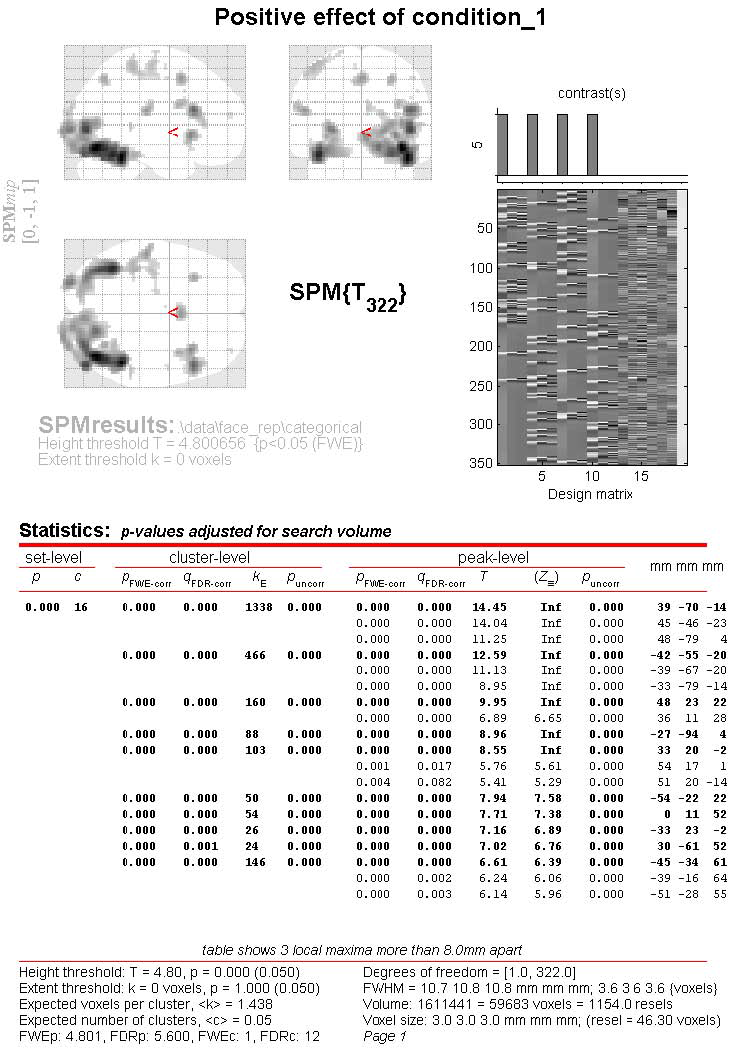 Positive effect of condition_1
SPMmip
[0, -1, 1]
<
<
<
SPM{T322}
contrast(s)
5
50
100
150
200
250
300
350
5 10 15
Design matrix
SPMresults: .\data\face_rep\categorical
Height threshold T = 4.800656 {p<0.05 (FWE)}
Extent threshold k = 0 voxels
Statistics: p-values adjusted for search volume
set-level cluster-level peak-level mm mm mm
p c pFWE-corr qFDR-corr kE puncorr pFWE-corr qFDR-corr T (Z≡) puncorr
0.000 16 0.000 0.000 1338 0.000 0.000 0.000 14.45 Inf 0.000 39 -70 -14
0.000 0.000 14.04 Inf 0.000 45 -46 -23
0.000 0.000 11.25 Inf 0.000 48 -79 4
0.000 0.000 466 0.000 0.000 0.000 12.59 Inf 0.000 -42 -55 -20
0.000 0.000 11.13 Inf 0.000 -39 -67 -20
0.000 0.000 8.95 Inf 0.000 -33 -79 -14
0.000 0.000 160 0.000 0.000 0.000 9.95 Inf 0.000 48 23 22
0.000 0.000 6.89 6.65 0.000 36 11 28
0.000 0.000 88 0.000 0.000 0.000 8.96 Inf 0.000 -27 -94 4
0.000 0.000 103 0.000 0.000 0.000 8.55 Inf 0.000 33 20 -2
0.001 0.017 5.76 5.61 0.000 54 17 1
0.004 0.082 5.41 5.29 0.000 51 20 -14
0.000 0.000 50 0.000 0.000 0.000 7.94 7.58 0.000 -54 -22 22
0.000 0.000 54 0.000 0.000 0.000 7.71 7.38 0.000 0 11 52
0.000 0.000 26 0.000 0.000 0.000 7.16 6.89 0.000 -33 23 -2
0.000 0.001 24 0.000 0.000 0.000 7.02 6.76 0.000 30 -61 52
0.000 0.000 146 0.000 0.000 0.000 6.61 6.39 0.000 -45 -34 61
0.000 0.002 6.24 6.06 0.000 -39 -16 64
0.000 0.003 6.14 5.96 0.000 -51 -28 55
table shows 3 local maxima more than 8.0mm apart
Height threshold: T = 4.80, p = 0.000 (0.050)
Extent threshold: k = 0 voxels, p = 1.000 (0.050)
Expected voxels per cluster, <k> = 1.438
Expected number of clusters, <c> = 0.05
FWEp: 4.801, FDRp: 5.600, FWEc: 1, FDRc: 12
Degrees of freedom = [1.0, 322.0]
FWHM = 10.7 10.8 10.8 mm mm mm; 3.6 3.6 3.6 {voxels}
Volume: 1611441 = 59683 voxels = 1154.0 resels
Voxel size: 3.0 3.0 3.0 mm mm mm; (resel = 46.30 voxels)
Page 1